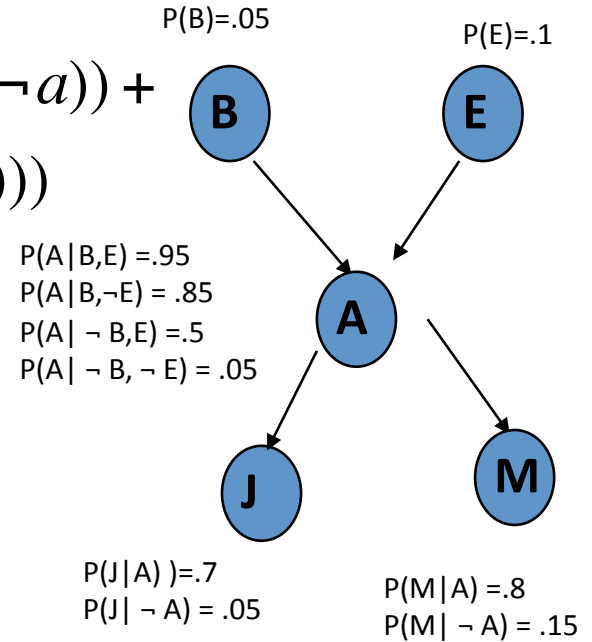 P(B)=.05
P(E)=.1
¬a)) +
)))
B
E
P(A|B,E) =.95
P(A|B,¬E) = .85
P(A| ¬ B,E) =.5
P(A| ¬ B, ¬ E) = .05
A
J
M
P(J|A) )=.7
P(J| ¬ A) = .05
P(M|A) =.8
P(M| ¬ A) = .15